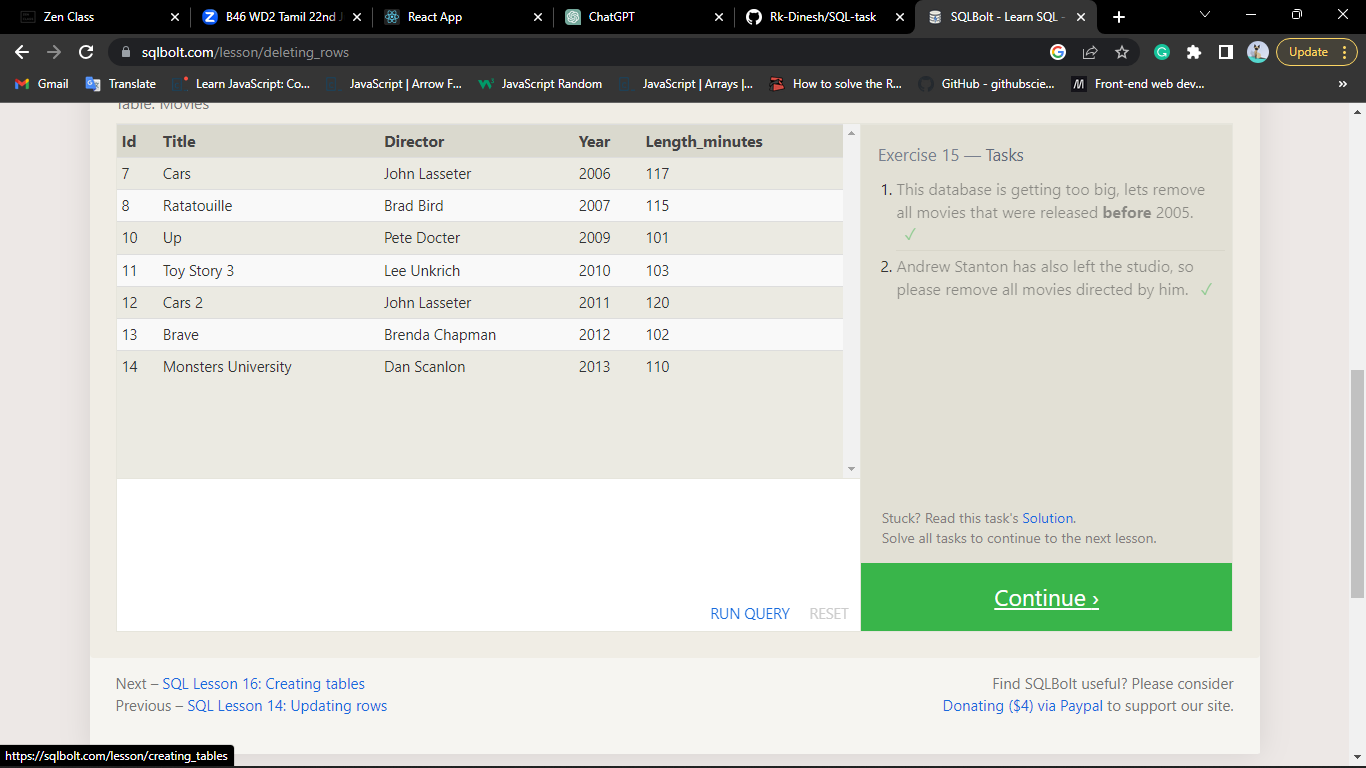 Zen Class
B46 WD2 Tamil 22nd J
React App
ChatGPT
Rk-Dinesh/SQL-task
SQLBolt - Learn SQL -
sqlbolt.com/lesson/deleting_rows
Update
Gmail
Translate
Learn JavaScript: Co...
JavaScript | Arrow F...
JavaScript Random
JavaScript | Arrays |...
How to solve the R...
GitHub - githubscie...
Front-end web dev...
»
Table: Movies
Id Title Director Year Length_minutes
7 Cars John Lasseter 2006 117
8 Ratatouille Brad Bird 2007 115
10 Up Pete Docter 2009 101
11 Toy Story 3 Lee Unkrich 2010 103
12 Cars 2 John Lasseter 2011 120
13 Brave Brenda Chapman 2012 102
14 Monsters University Dan Scanlon 2013 110
Exercise 15 — Tasks
1. This database is getting too big, lets remove
all movies that were released before 2005.
✓
2. Andrew Stanton has also left the studio, so
please remove all movies directed by him. ✓
Stuck? Read this task's Solution.
Solve all tasks to continue to the next lesson.
RUN QUERY RESET
Continue ›
Next – SQL Lesson 16: Creating tables
Previous – SQL Lesson 14: Updating rows
Find SQLBolt useful? Please consider
Donating ($4) via Paypal to support our site.
https://sqlbolt.com/lesson/creating_tables